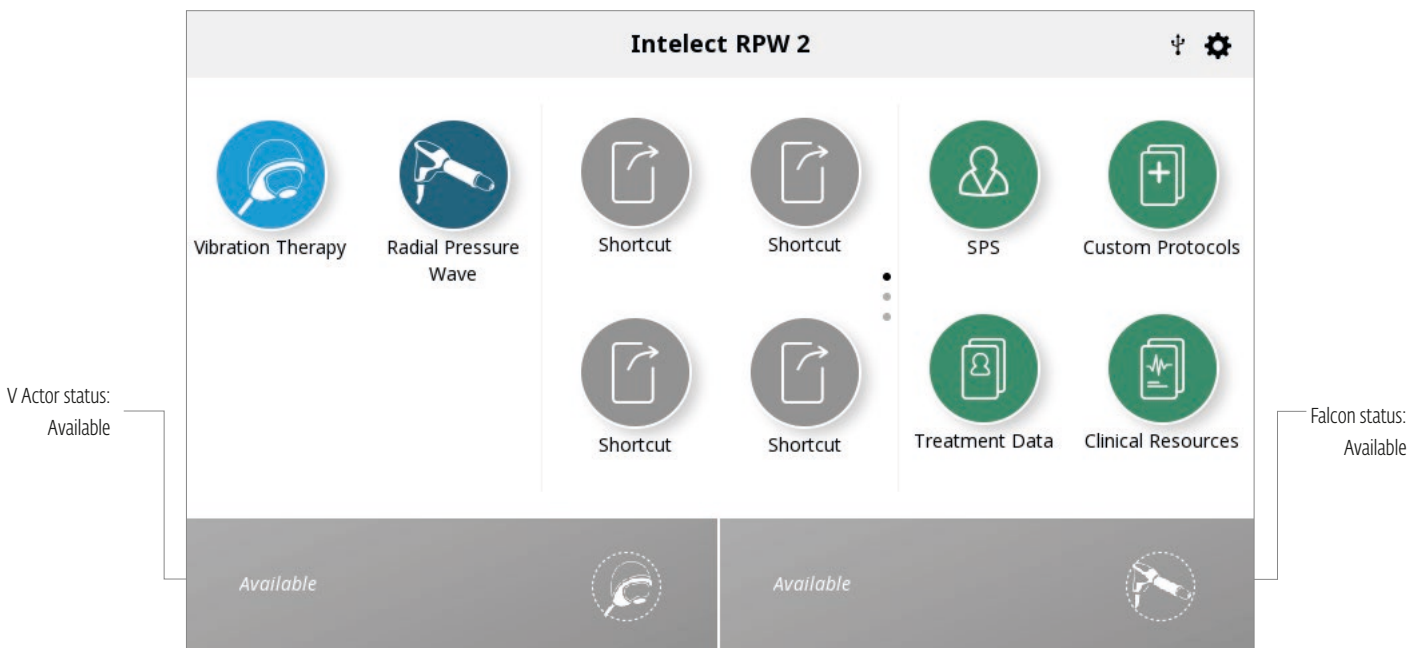 Intelect RPW 2
Vibration Therapy
Radial Pressure
Wave
Shortcut
Shortcut
SPS
Custom Protocols
Shortcut
Shortcut
Treatment Data
Clinical Resources
V Actor status:
Available
Falcon status:
Available
Available
Available